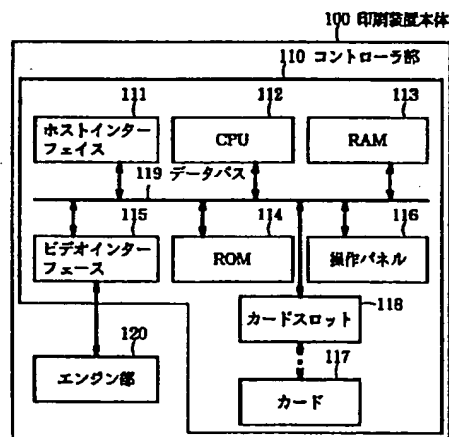 100 印刷装置本体
110 コントローラ部
111
112
113
ホストインター
フェイス
CPU
RAM
119 データバス
115
114
116
ビデオインタ
フェース
ROM
操作パネル
118
カードスロット
120
117
エンジン部
カード